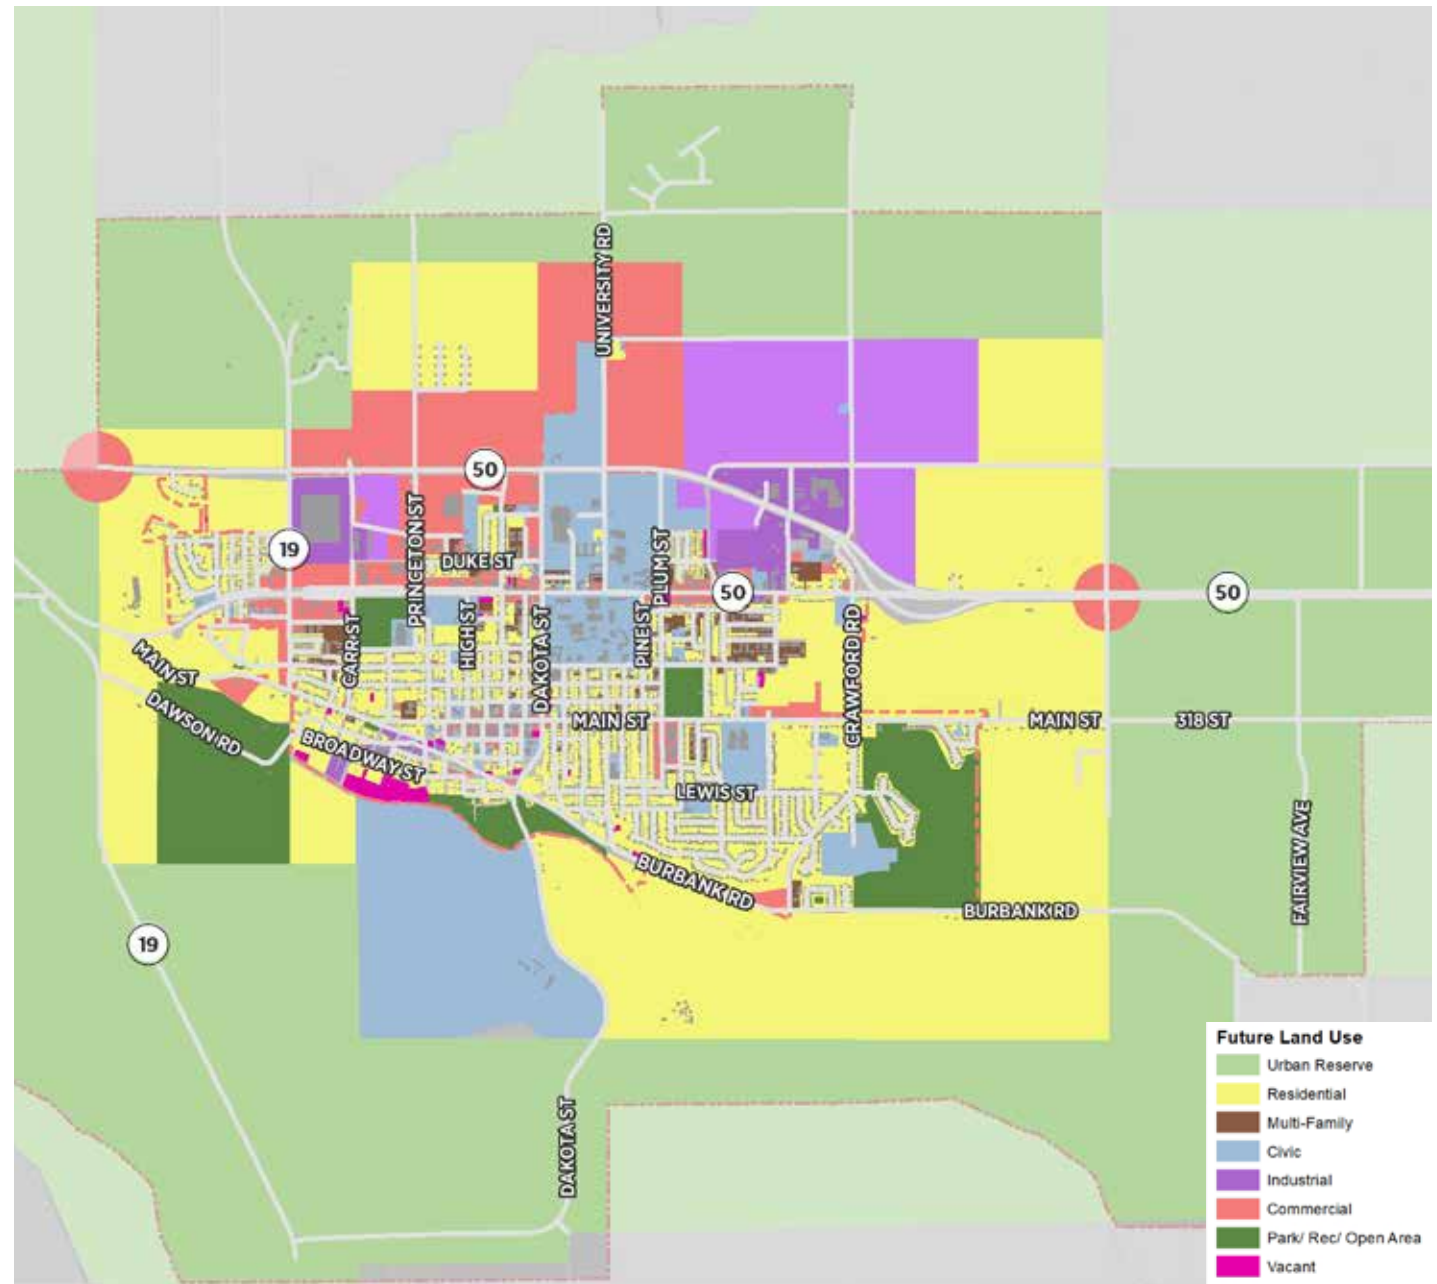 UNIVERSITY RD
50
PRINCETON ST
19
DUKE ST
PLUM ST
50
50
CARR ST
HIGH ST
DAKOTA ST
PINE ST
CRAWFORD RD
MAIN ST
DAWSON RD
MAIN ST
MAIN ST
318 ST
BROADWAY ST
LEWIS ST
FAIRVIEW AVE
BURBANK RD
BURBANK RD
19
DAKOTA ST
Future Land Use
Urban Reserve
Residential
Multi-Family
Civic
Industrial
Commercial
Park/ Rec/ Open Area
Vacant